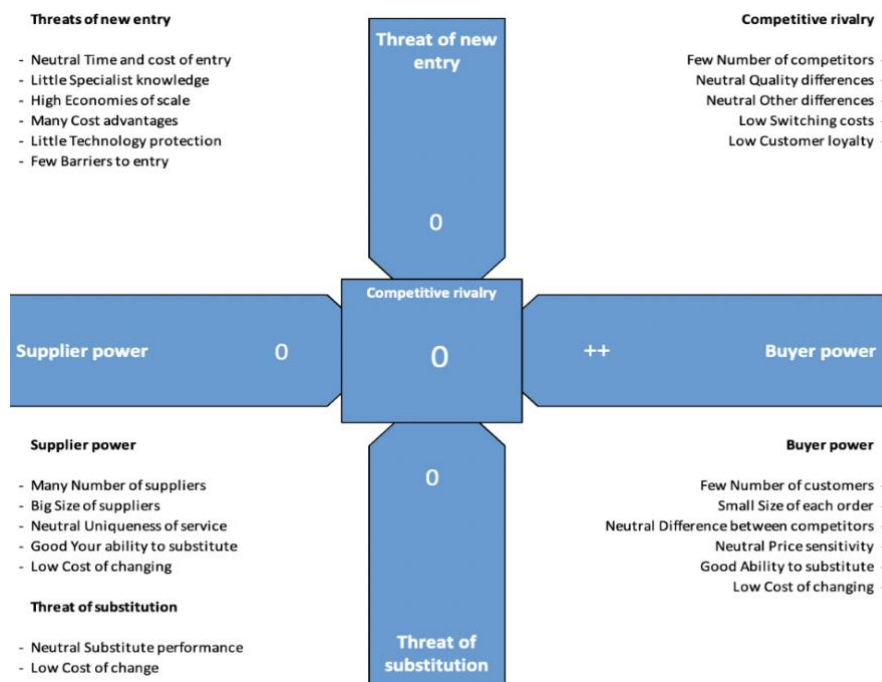 Threats of new entry
- Neutral Time and cost of entry
- Little Specialist knowledge
- High Economies of scale
- Many Cost advantages
- Little Technology protection
- Few Barriers to entry
Threat of new
entry
0
Competitive rivalry
Few Number of competitors -
Neutral Quality differences -
Neutral Other differences -
Low Switching costs -
Low Customer loyalty -
Supplier power
0
Competitive rivalry
0
++
Buyer power
Supplier power
- Many Number of suppliers
- Big Size of suppliers
- Neutral Uniqueness of service
- Good Your ability to substitute
- Low Cost of changing
Threat of substitution
- Neutral Substitute performance
- Low Cost of change
0
Threat of
substitution
Buyer power
Few Number of customers -
Small Size of each order -
Neutral Difference between competitors -
Neutral Price sensitivity -
Good Ability to substitute -
Low Cost of changing -